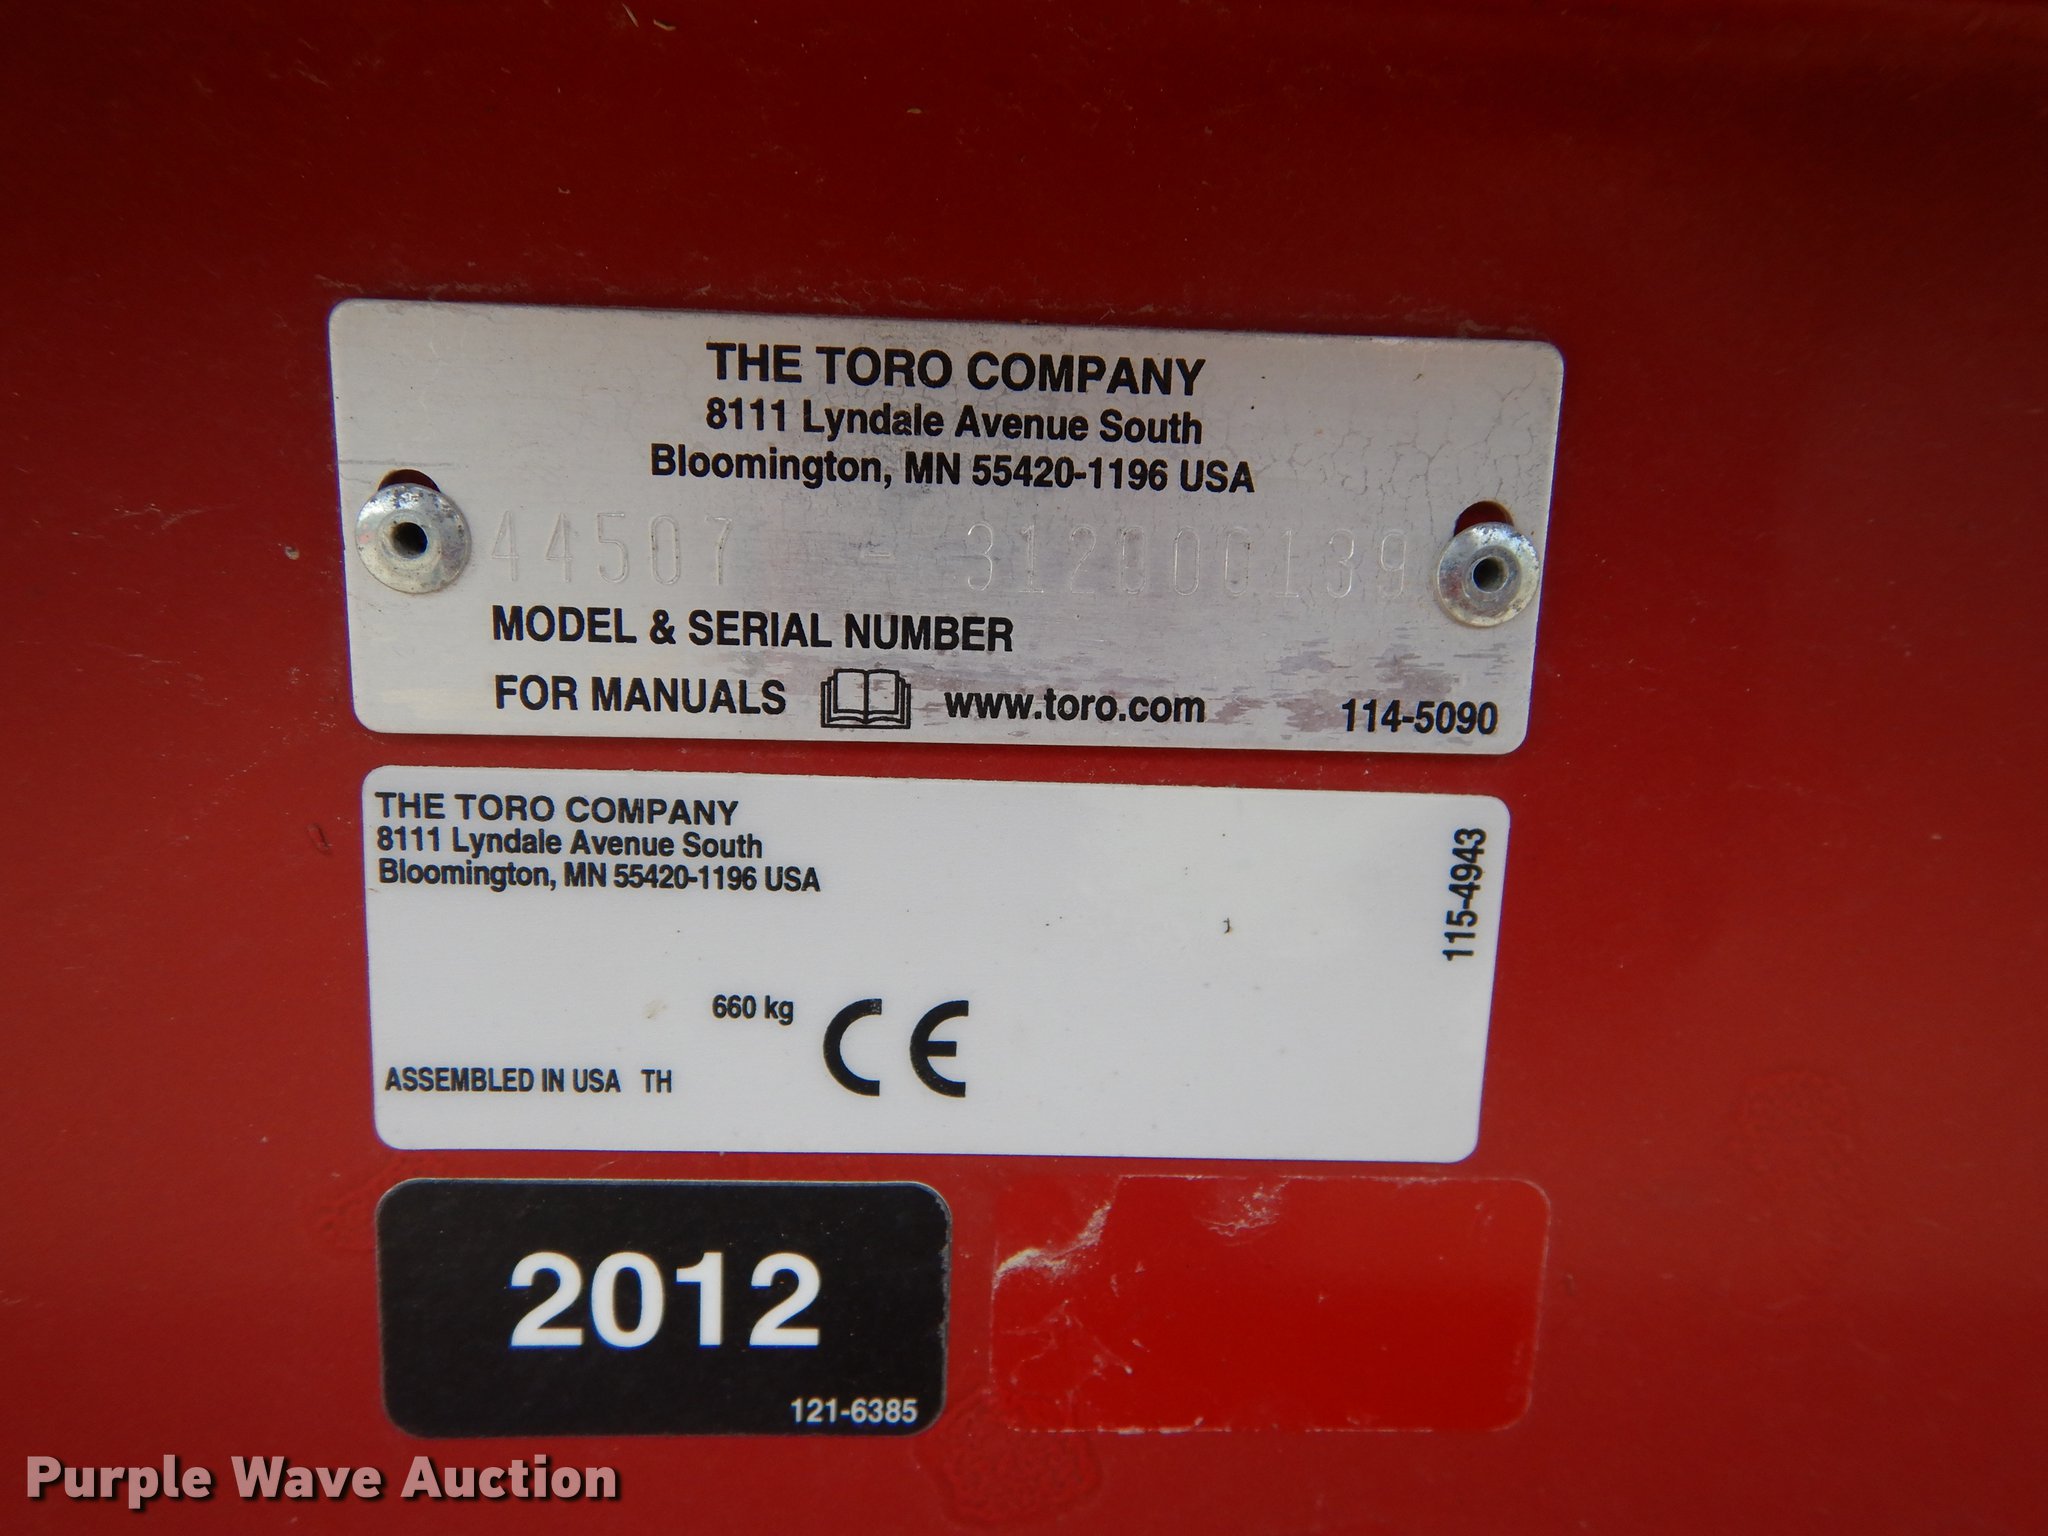 THE TORO COMPANY
8111 Lyndale Avenue South
Bloomington, MN 55420-1196 USA
44507 - 312000139
MODEL & SERIAL NUMBER
FOR MANUALS www.toro.com 114-5090
THE TORO COMPANY
8111 Lyndale Avenue South
Bloomington, MN 55420-1196 USA
115-4943
660 kg CE
ASSEMBLED IN USA TH
2012
121-6385
Purple Wave Auction